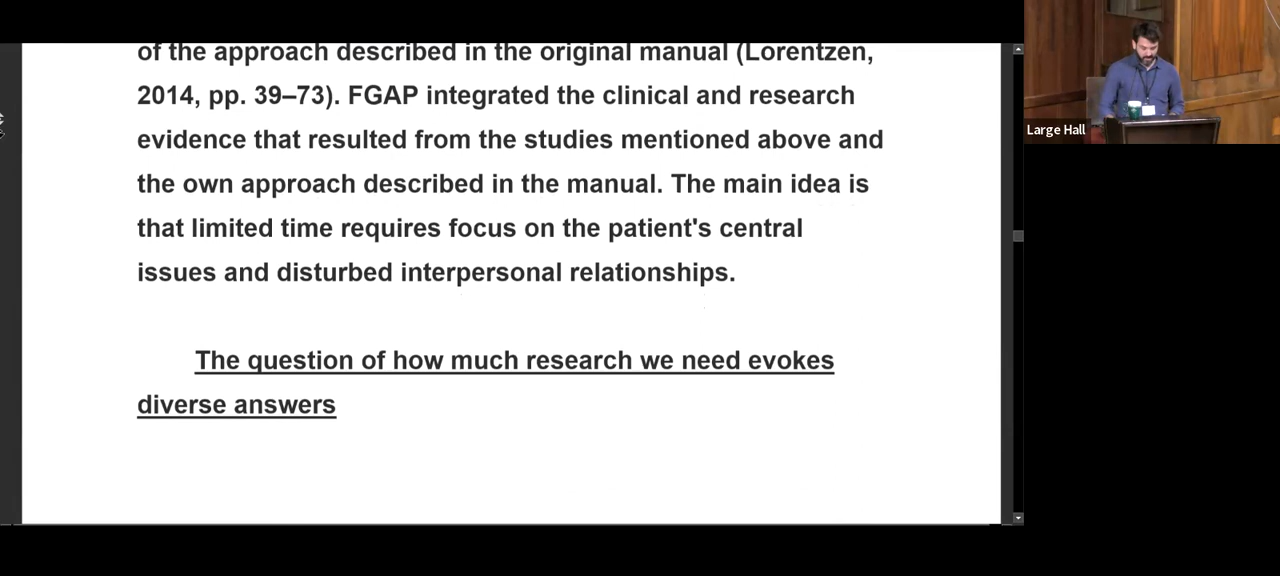 of the approach described in the original manual (Lorentzen,
2014, pp. 39–73). FGAP integrated the clinical and research
evidence that resulted from the studies mentioned above and
the own approach described in the manual. The main idea is
that limited time requires focus on the patient's central
issues and disturbed interpersonal relationships.
The question of how much research we need evokes
diverse answers
Large Hall